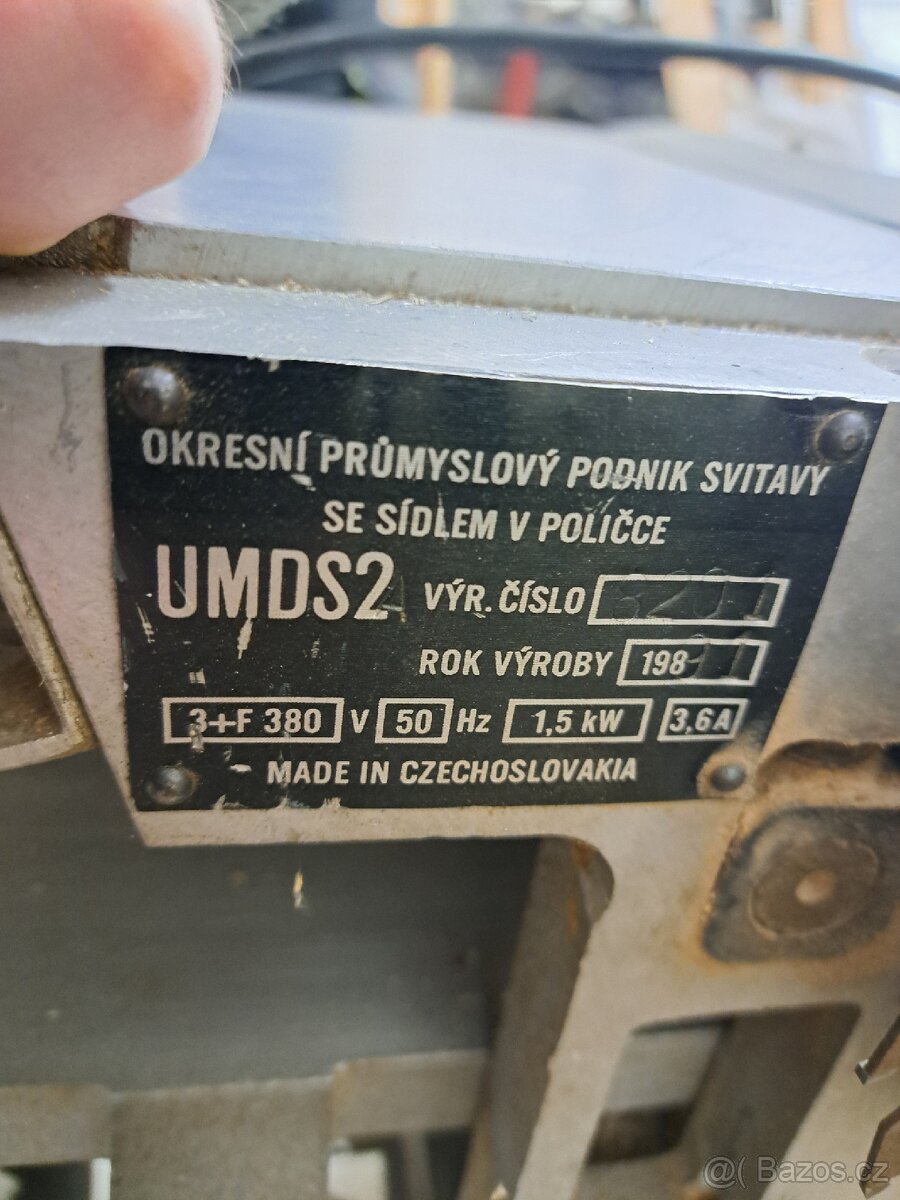 OKRESNÍ PRŮMYSLOVÝ PODNIK SVITAVY
SE SÍDLEM V POLIČCE
UMDS2 VÝR. ČÍSLO
ROK VÝROBY 198
3+F 380 V 50 Hz 1,5 kW 3,6A
MADE IN CZECHOSLOVAKIA
@( Bazos.cz